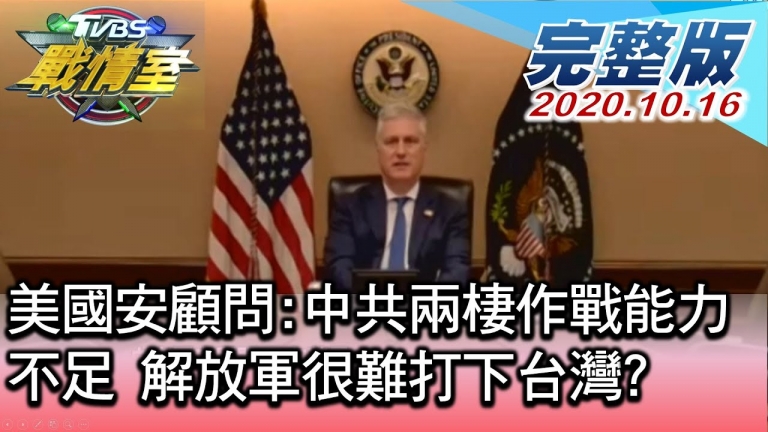 TVBS
戰情室
完整版
2020.10.16
美國安顧問:中共兩棲作戰能力
不足 解放軍很難打下台灣?